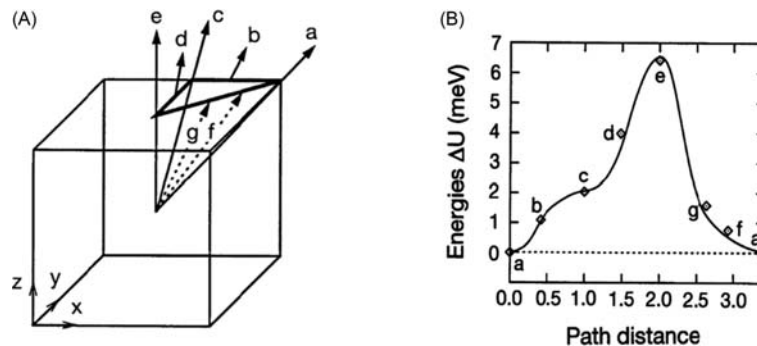 (A)
e
c
a
d
b
g
f
z
y
x
(B)
Energies ΔU (meV)
7
6
5
4
3
2
1
0
e
d
c
b
g
f
a
a
0.0 0.5 1.0 1.5 2.0 2.5 3.0
Path distance